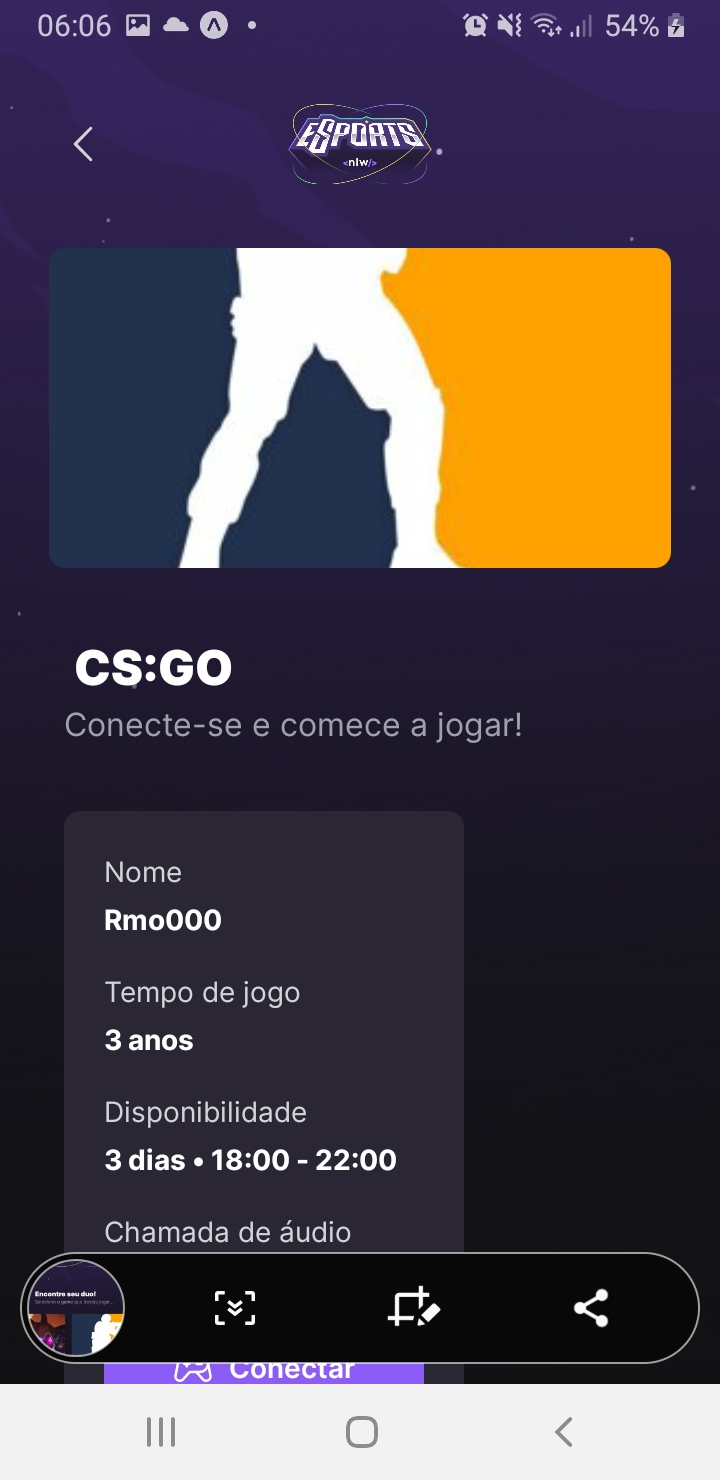 06:06
54%
ESPORTS
<nlw/>
CS:GO
Conecte-se e comece a jogar!
Nome
Rmo000
Tempo de jogo
3 anos
Disponibilidade
3 dias • 18:00 - 22:00
Chamada de áudio
Encontre seu duo!
Selecione o game que deseja jogar...
Conectar